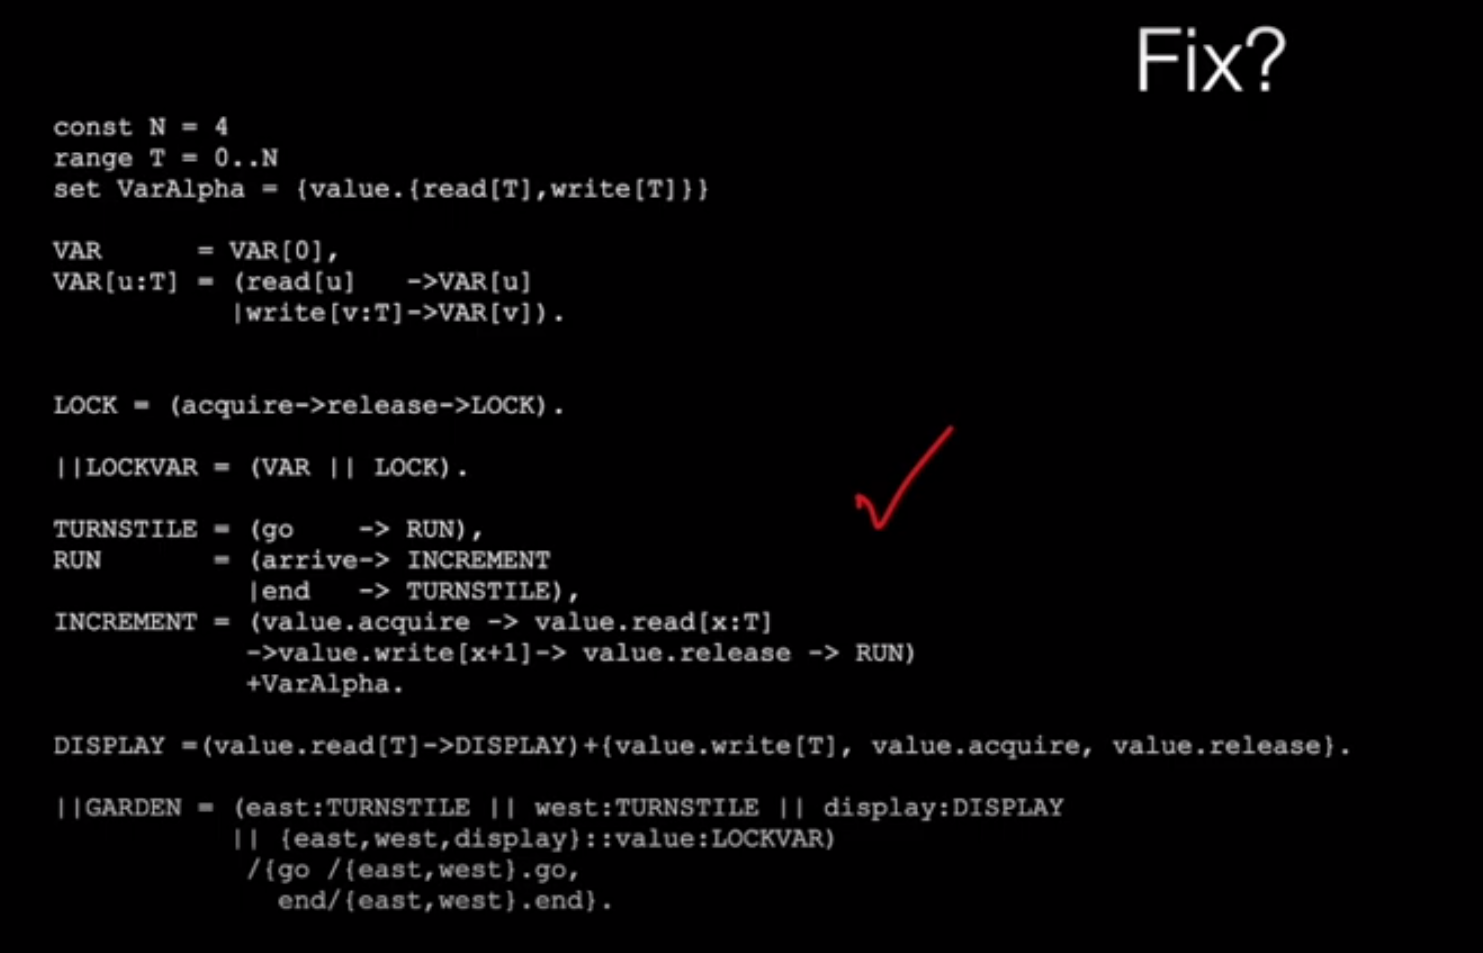 Fix?
const N = 4
range T = 0..N
set VarAlpha = {value.{read[T],write[T]}}
VAR      = VAR[0],
VAR[u:T] = (read[u]   ->VAR[u]
           |write[v:T]->VAR[v]).
LOCK = (acquire->release->LOCK).
||LOCKVAR = (VAR || LOCK).
TURNSTILE = (go    -> RUN),
RUN       = (arrive-> INCREMENT
            |end   -> TURNSTILE),
INCREMENT = (value.acquire -> value.read[x:T]
            ->value.write[x+1]-> value.release -> RUN)
            +VarAlpha.
DISPLAY =(value.read[T]->DISPLAY)+{value.write[T], value.acquire, value.release}.
||GARDEN = (east:TURNSTILE || west:TURNSTILE || display:DISPLAY
           || {east,west,display}::value:LOCKVAR)
            /{go /{east,west}.go,
              end/{east,west}.end}.